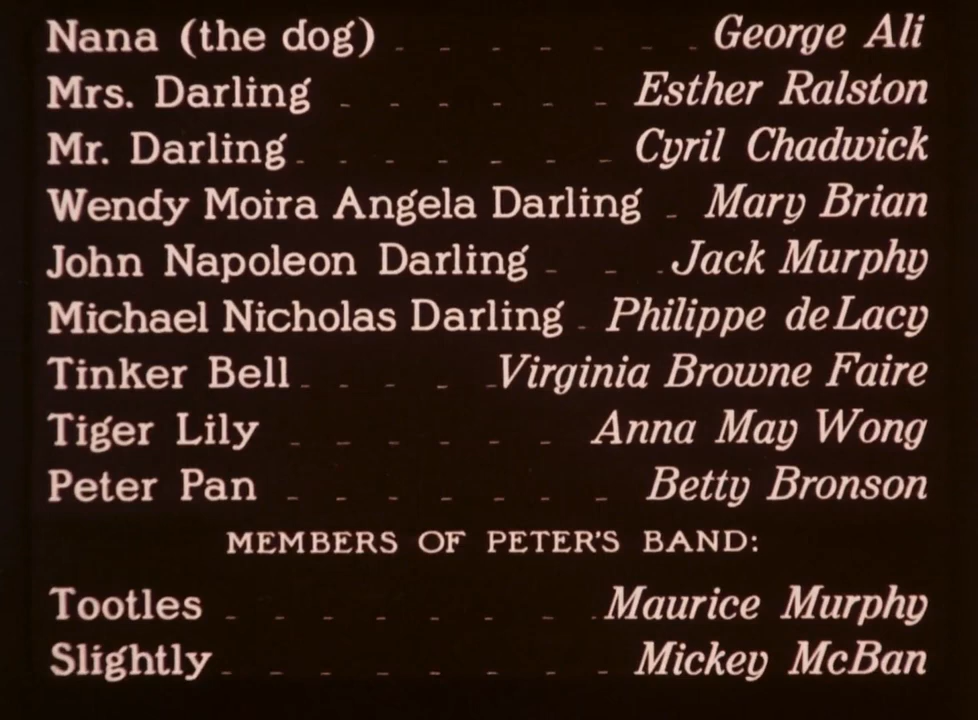 Nana (the dog) - - - - - - - George Ali
Mrs. Darling - - - - - - Esther Ralston
Mr. Darling - - - - - - - Cyril Chadwick
Wendy Moira Angela Darling - Mary Brian
John Napoleon Darling - - - Jack Murphy
Michael Nicholas Darling - Philippe deLacy
Tinker Bell - - - - - Virginia Browne Faire
Tiger Lily - - - - - - Anna May Wong
Peter Pan - - - - - - - Betty Bronson
MEMBERS OF PETER'S BAND:
Tootles - - - - - - - - Maurice Murphy
Slightly - - - - - - - - Mickey McBan